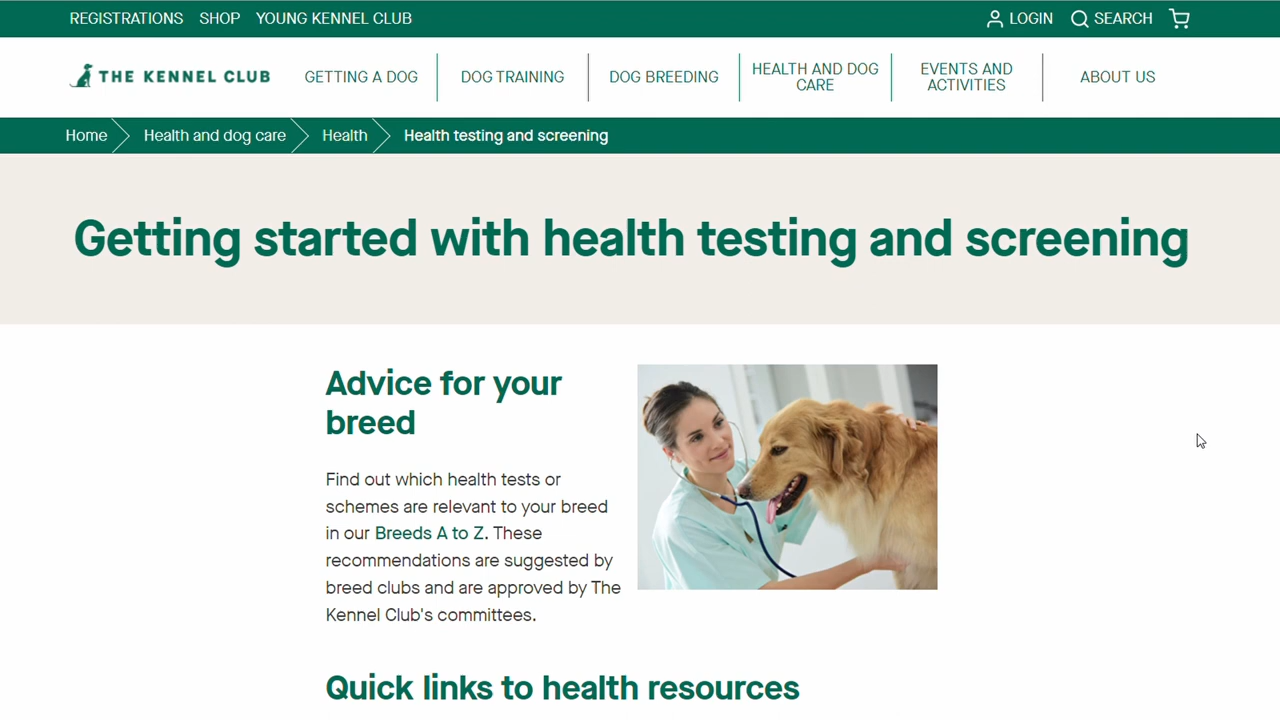 REGISTRATIONS SHOP YOUNG KENNEL CLUB LOGIN SEARCH
THE KENNEL CLUB GETTING A DOG DOG TRAINING DOG BREEDING HEALTH AND DOG CARE EVENTS AND ACTIVITIES ABOUT US
Home Health and dog care Health Health testing and screening
Getting started with health testing and screening
Advice for your
breed
Find out which health tests or
schemes are relevant to your breed
in our Breeds A to Z. These
recommendations are suggested by
breed clubs and are approved by The
Kennel Club's committees.
Quick links to health resources